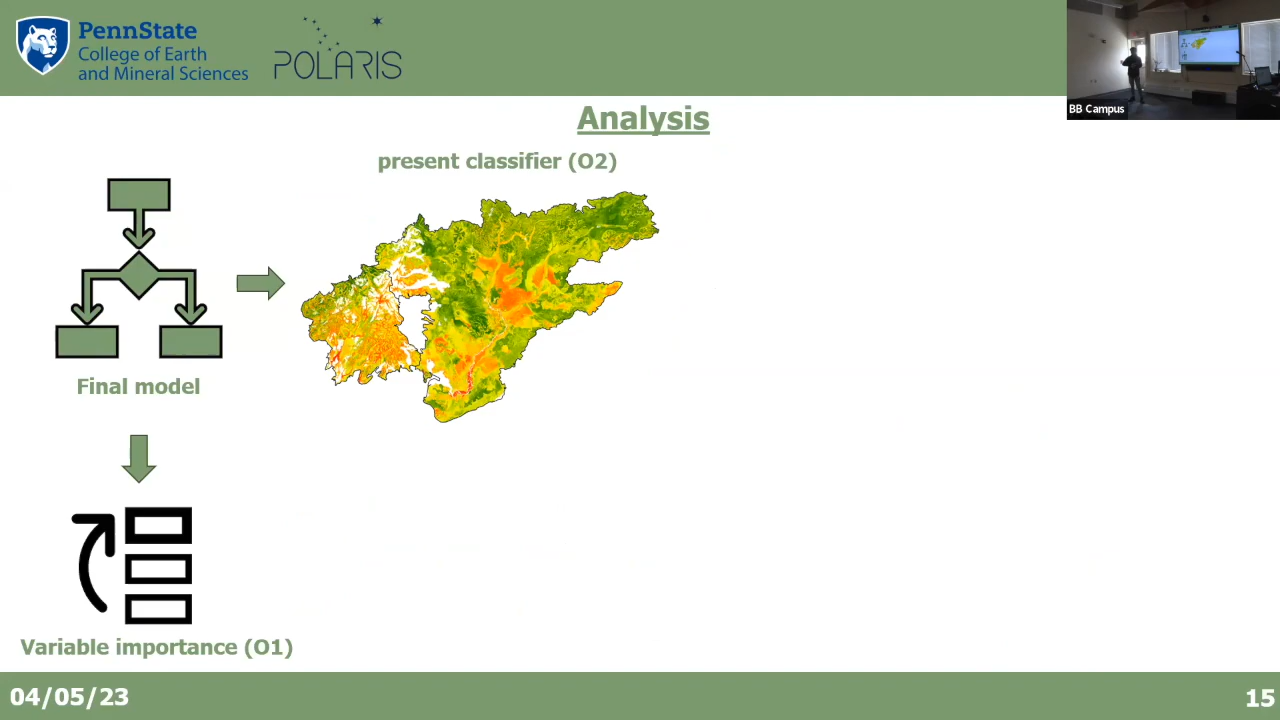 PennState
College of Earth
and Mineral Sciences
POLARIS
BB Campus
Analysis
present classifier (O2)
Final model
Variable importance (O1)
04/05/23
15